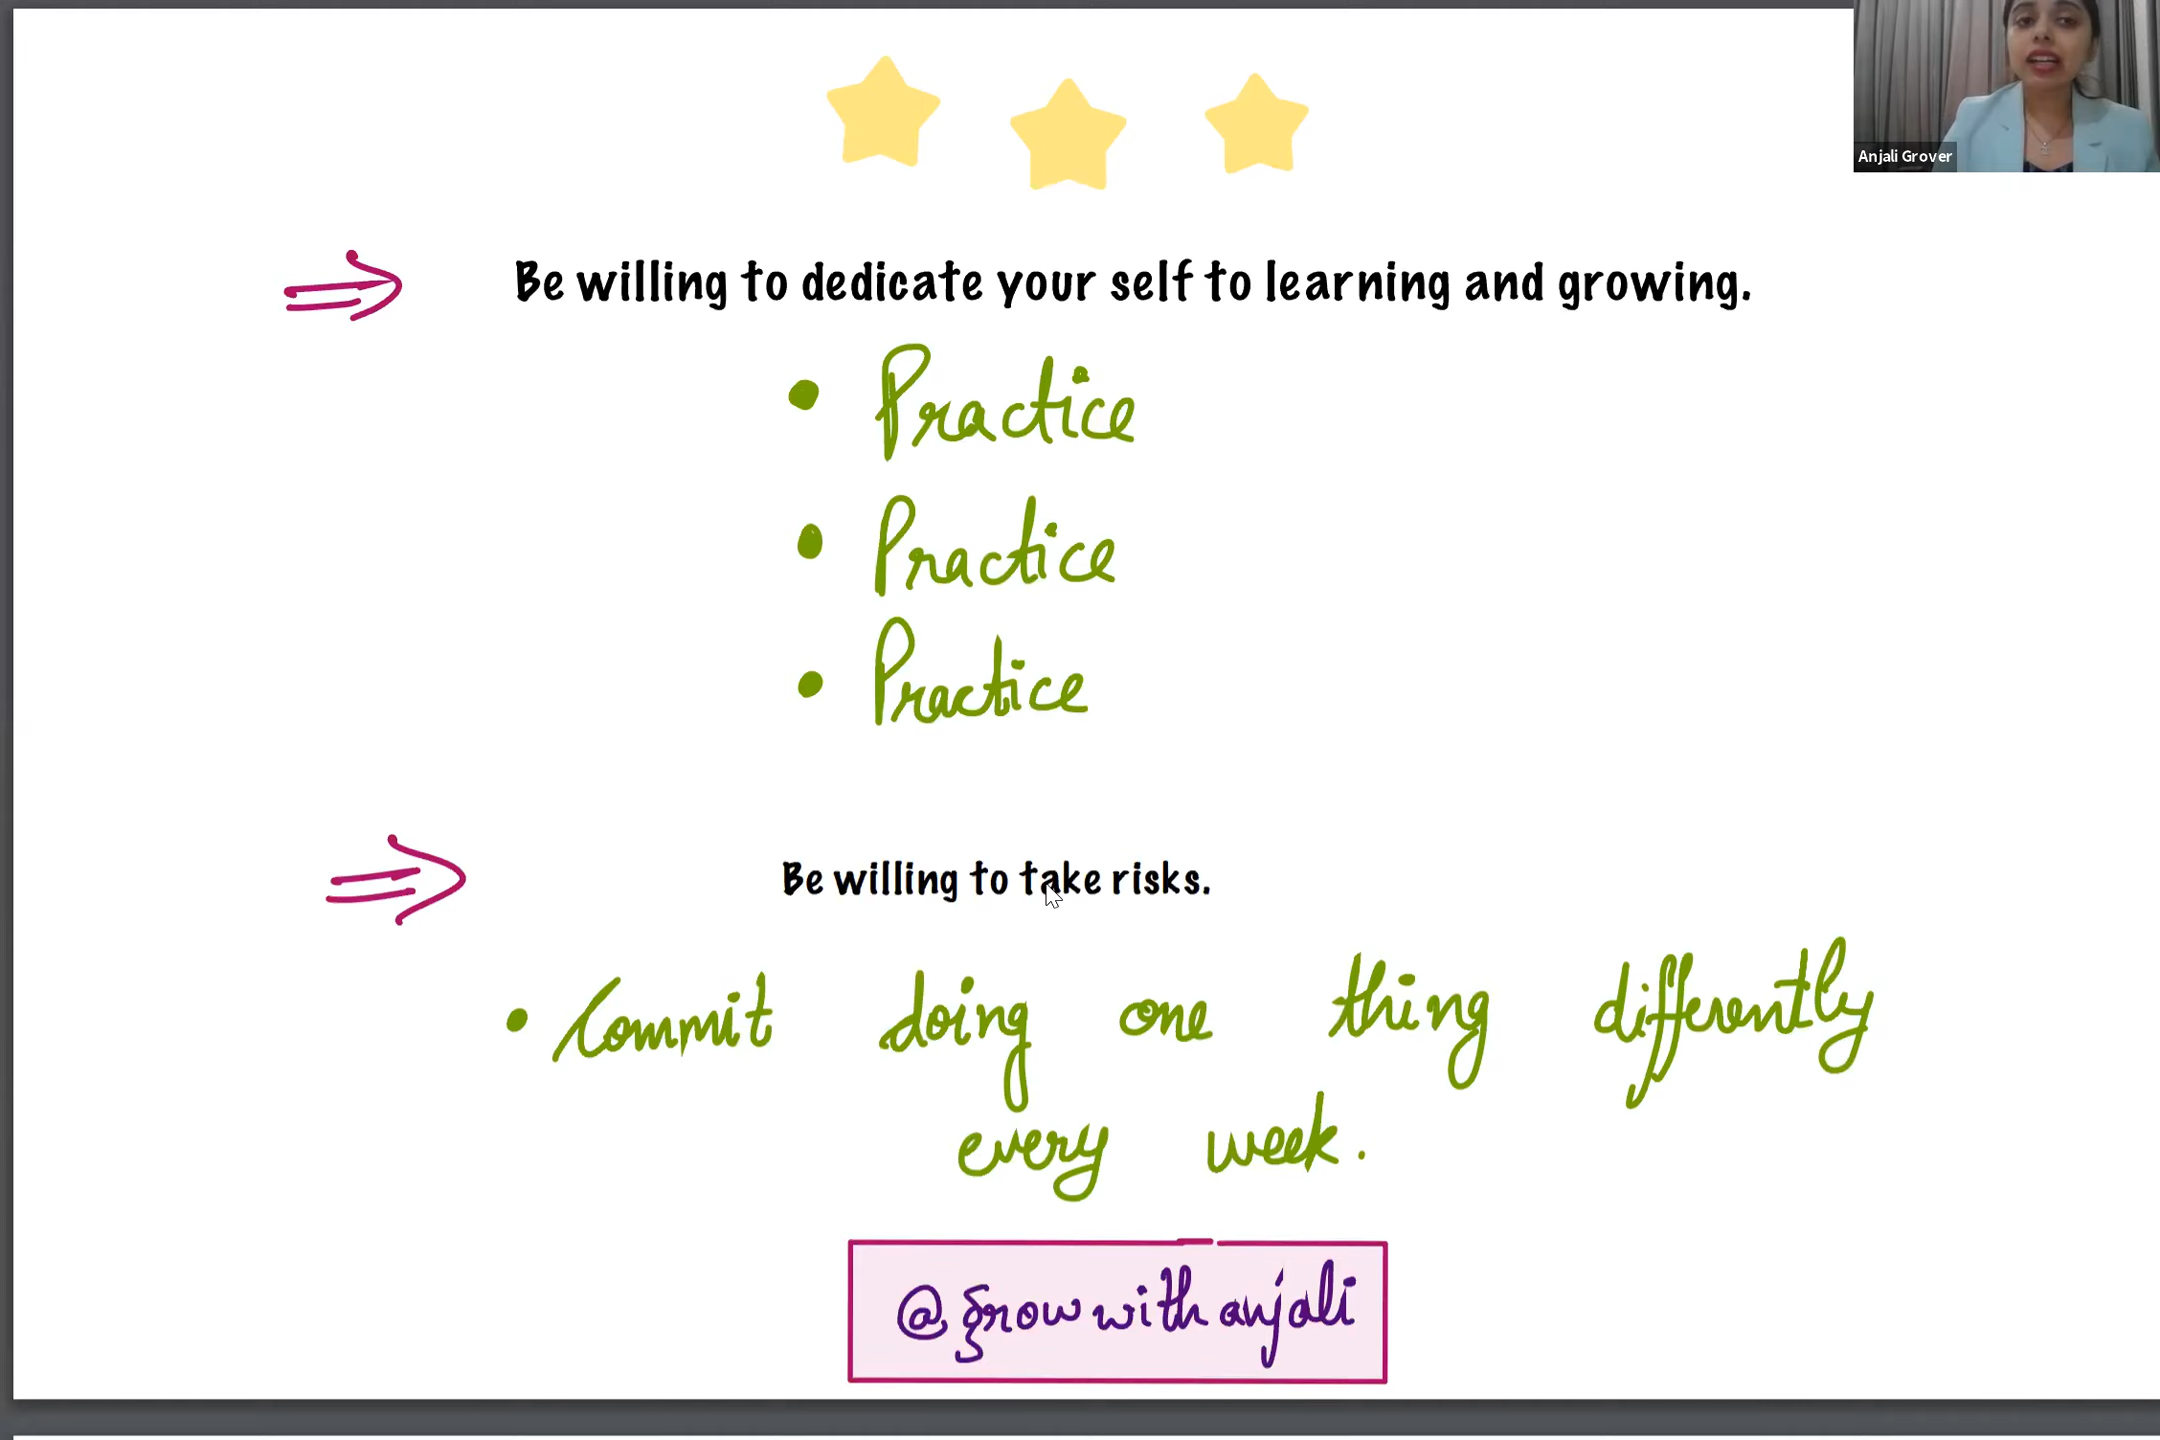 Anjali Grover
Be willing to dedicate your self to learning and growing.
• Practice
• Practice
• Practice
Be willing to take risks.
• Commit doing one thing differently
every week.
@growwithanjali